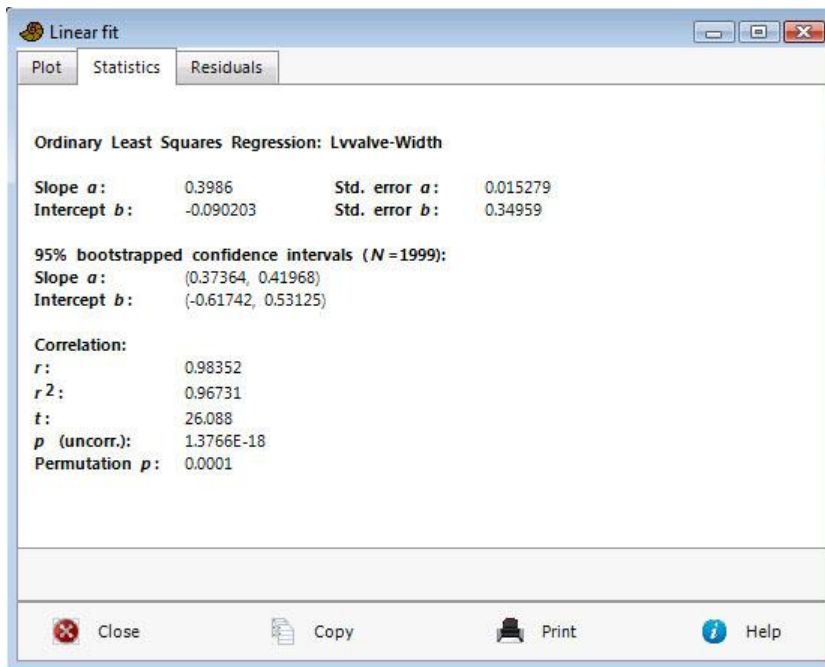 Linear fit
Plot Statistics Residuals
Ordinary Least Squares Regression: Lvvalve-Width
Slope a: 0.3986 Std. error a: 0.015279
Intercept b: -0.090203 Std. error b: 0.34959
95% bootstrapped confidence intervals (N=1999):
Slope a: (0.37364, 0.41968)
Intercept b: (-0.61742, 0.53125)
Correlation:
r: 0.98352
r2: 0.96731
t: 26.088
p (uncorr.): 1.3766E-18
Permutation p: 0.0001
Close Copy Print Help